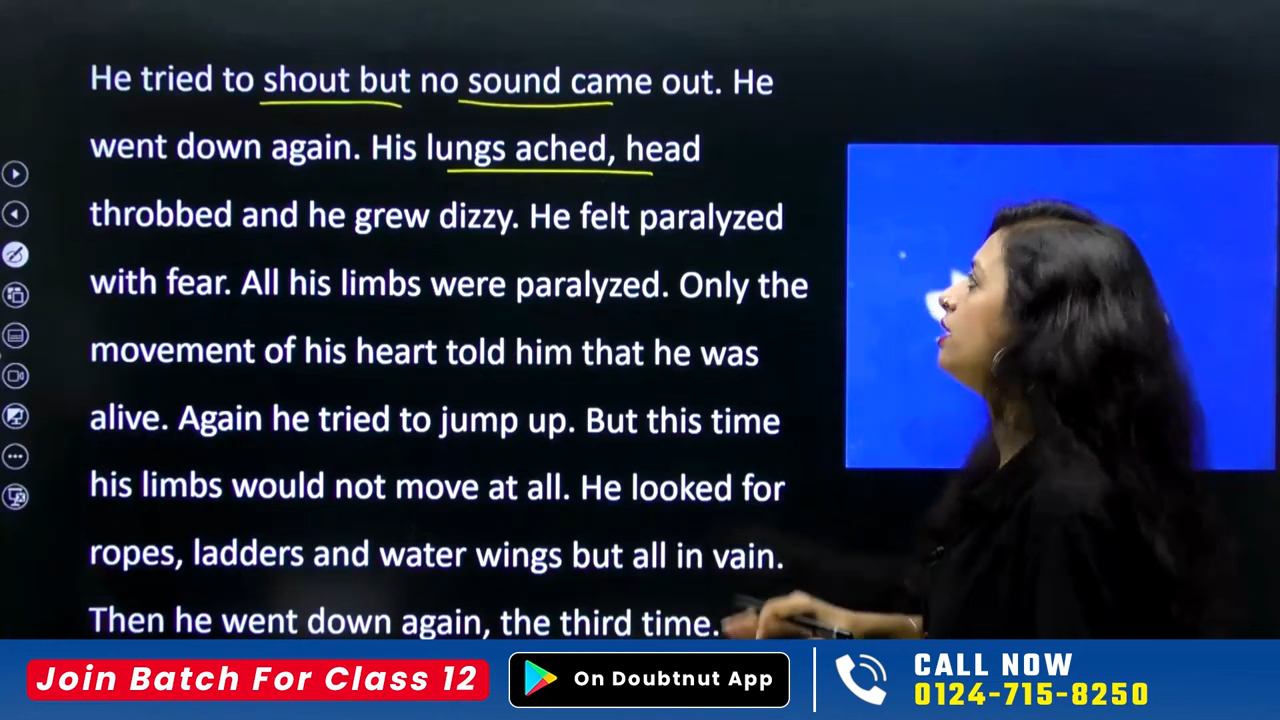 He tried to shout but no sound came out. He
went down again. His lungs ached, head
throbbed and he grew dizzy. He felt paralyzed
with fear. All his limbs were paralyzed. Only the
movement of his heart told him that he was
alive. Again he tried to jump up. But this time
his limbs would not move at all. He looked for
ropes, ladders and water wings but all in vain.
Then he went down again, the third time.
Join Batch For Class 12
On Doubtnut App
CALL NOW
0124-715-8250